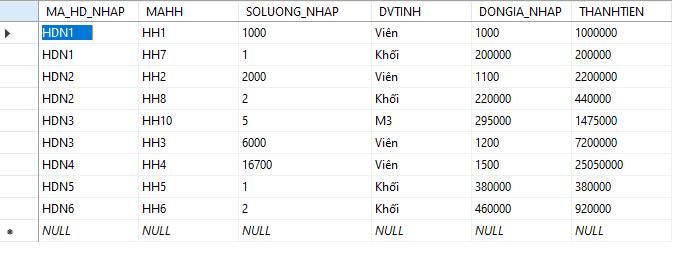 MA_HD_NHAP MAHH SOLUONG_NHAP DVTINH DONGIA_NHAP THANHTIEN
HDN1 HH1 1000 Viên 1000 1000000
HDN1 HH7 1 Khối 200000 200000
HDN2 HH2 2000 Viên 1100 2200000
HDN2 HH8 2 Khối 220000 440000
HDN3 HH10 5 M3 295000 1475000
HDN3 HH3 6000 Viên 1200 7200000
HDN4 HH4 16700 Viên 1500 25050000
HDN5 HH5 1 Khối 380000 380000
HDN6 HH6 2 Khối 460000 920000
NULL NULL NULL NULL NULL NULL